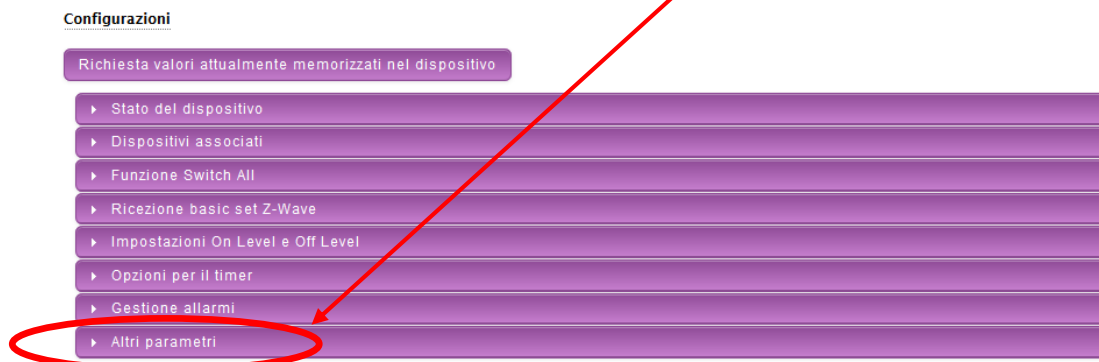 Configurazioni
Richiesta valori attualmente memorizzati nel dispositivo
Stato del dispositivo
Dispositivi associati
Funzione Switch All
Ricezione basic set Z-Wave
Impostazioni On Level e Off Level
Opzioni per il timer
Gestione allarmi
Altri parametri